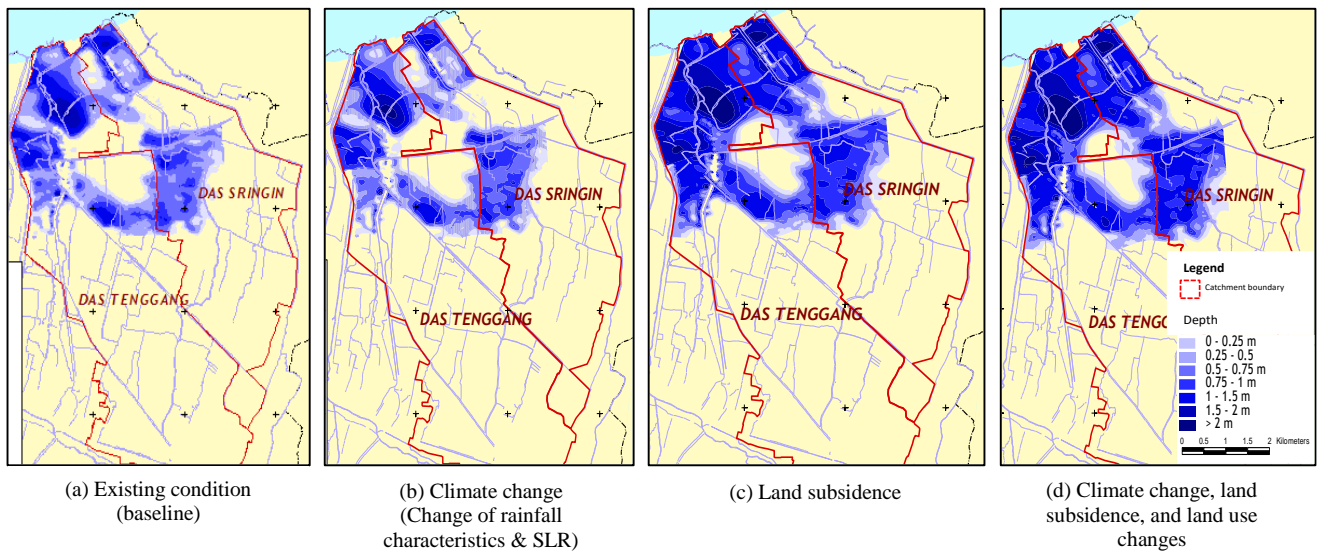 DAS SRINGIN
DAS TENGGANG
DAS SRINGIN
DAS TENGGANG
DAS SRINGIN
DAS TENGGANG
DAS SRINGIN
DAS TENGG
Legend
Catchment boundary
Depth
0 - 0.25 m
0.25 - 0.5
0.5 - 0.75 m
0.75 - 1 m
1 - 1.5 m
1.5 - 2 m
> 2 m
0 0.5 1 2 Kilometers
(a) Existing condition
(baseline)
(b) Climate change
(Change of rainfall
characteristics & SLR)
(c) Land subsidence
(d) Climate change, land
subsidence, and land use
changes